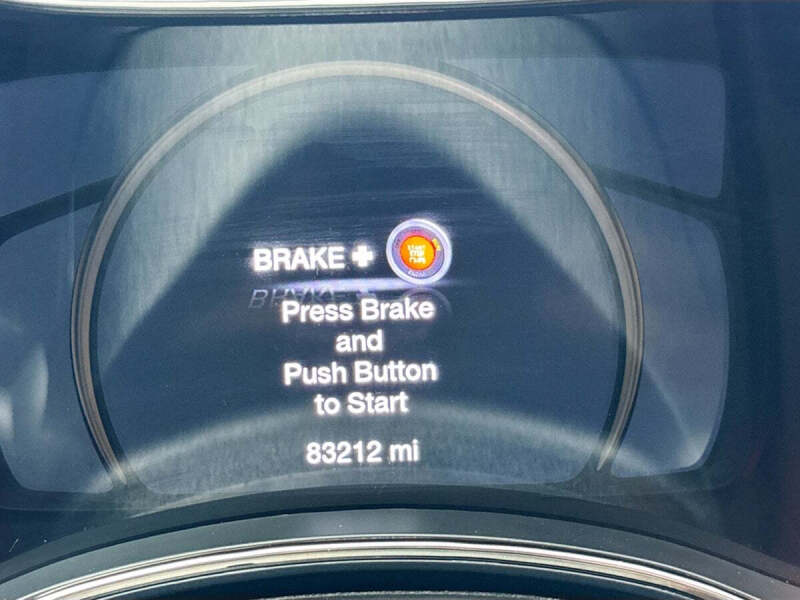 BRAKE +
Press Brake
and
Push Button
to Start
83212 mi